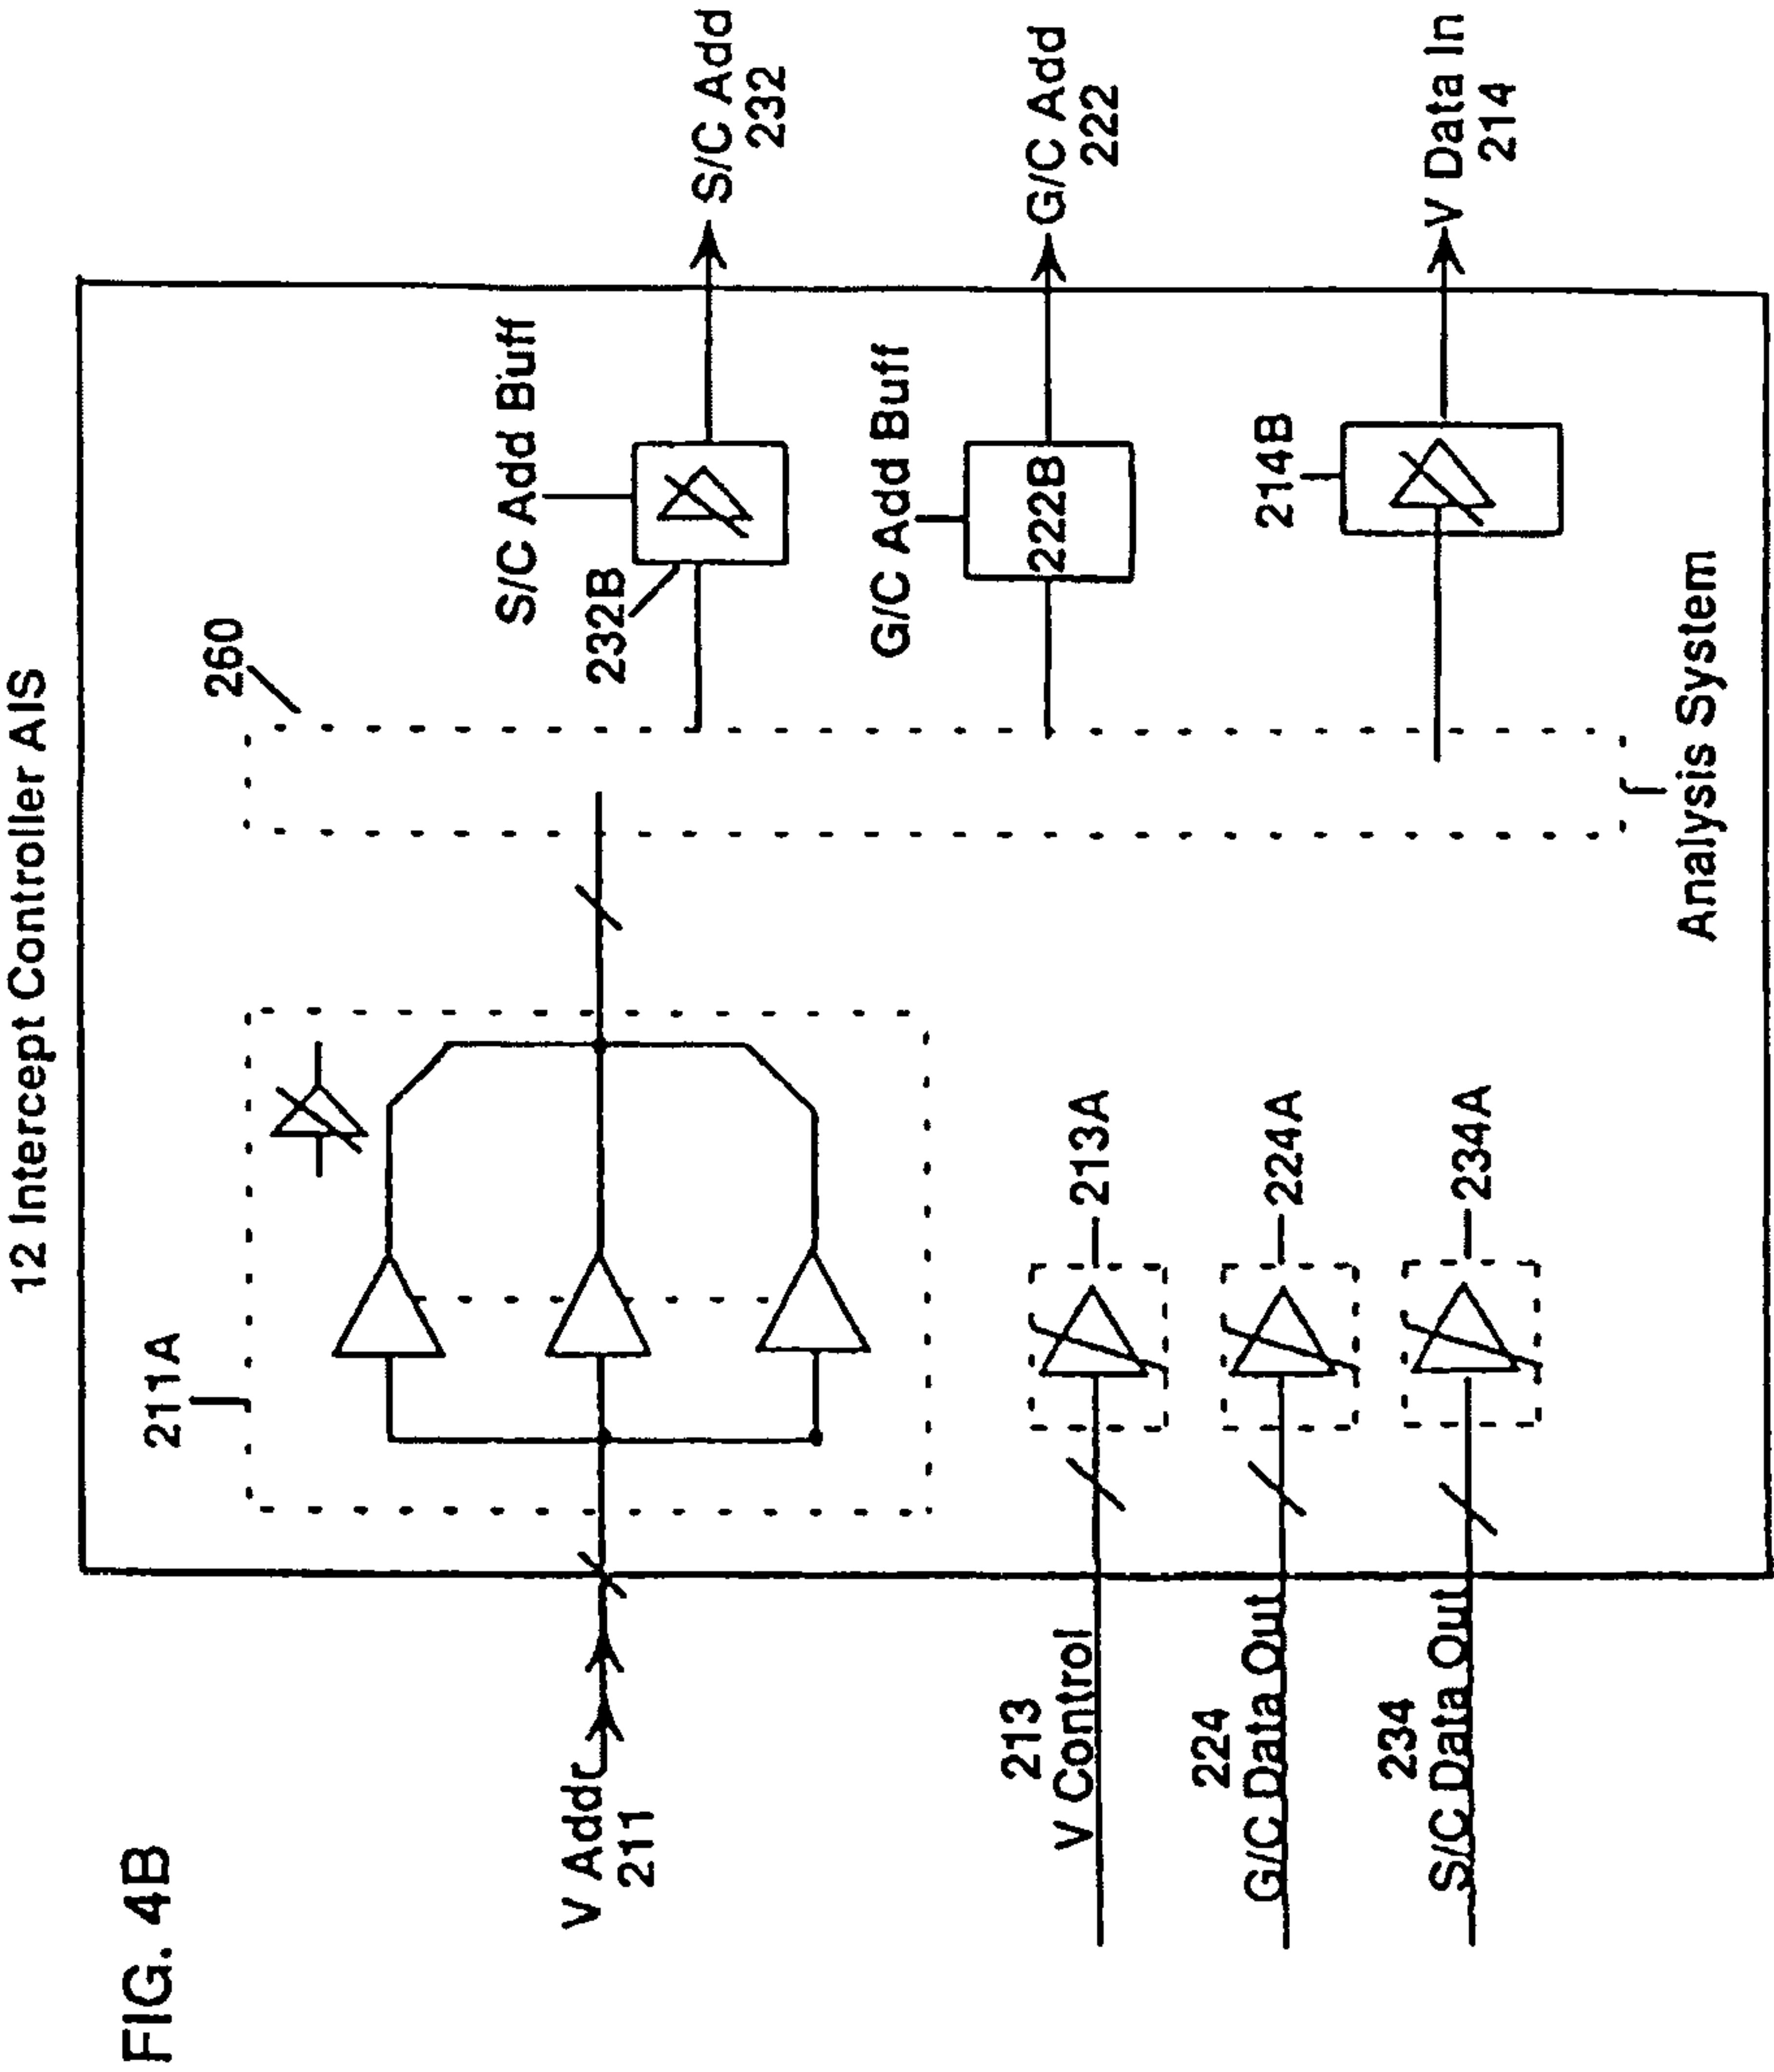 FIG. 4B
12 Intercept Controller AIS
211A
260
S/C Add Buff
232B
S/C Add
232
V Add
211
G/C Add Buff
222B
G/C Add
222
213
V Control
213A
224
G/C Data Out
224A
214B
V Data In
214
234
S/C Data Out
234A
Analysis System